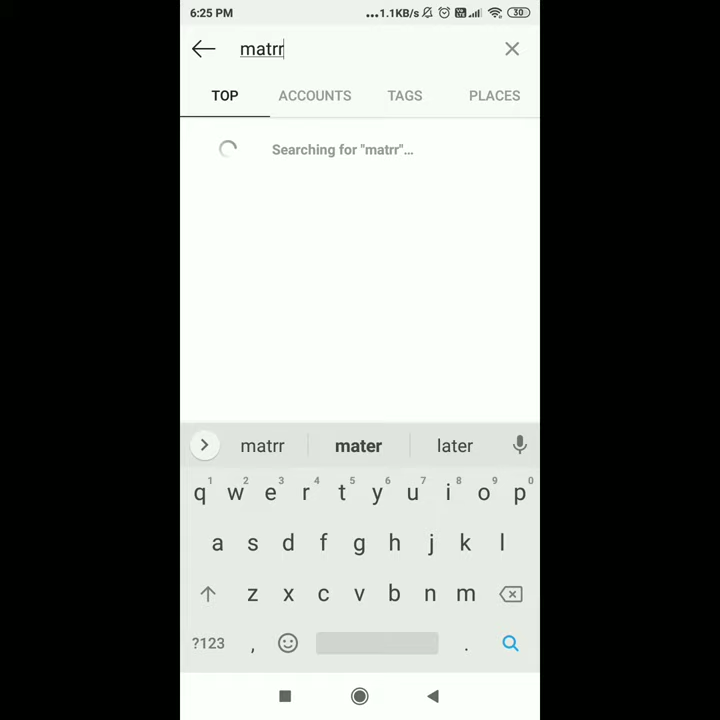 6:25 PM ...1.1KB/s 30
matrr
TOP ACCOUNTS TAGS PLACES
Searching for "matrr"...
matrr mater later
1 2 3 4 5 6 7 8 9 0
q w e r t y u i o p
a s d f g h j k l
z x c v b n m
?123 , .